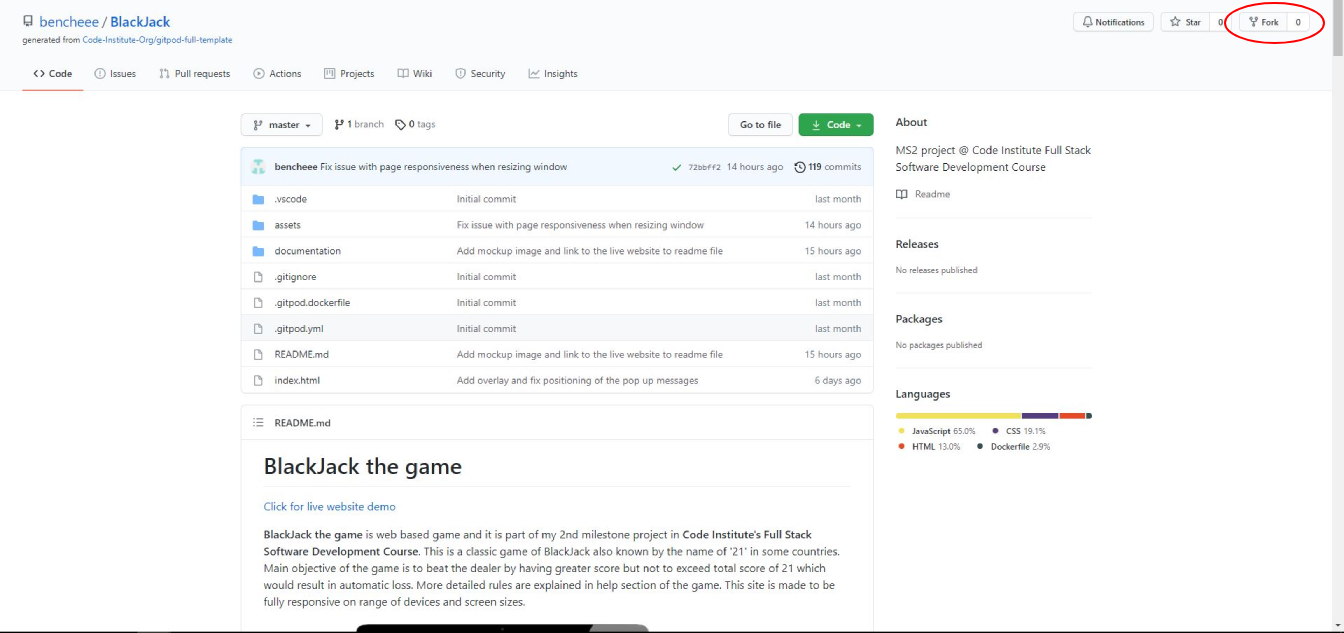 bencheee / BlackJack
generated from Code-Institute-Org/gitpod-full-template
Notifications Star 0 Fork 0
Code Issues Pull requests Actions Projects Wiki Security Insights
master 1 branch 0 tags Go to file Code
bencheee Fix issue with page responsiveness when resizing window 72bbff2 14 hours ago 119 commits
.vscode Initial commit last month
assets Fix issue with page responsiveness when resizing window 14 hours ago
documentation Add mockup image and link to the live website to readme file 15 hours ago
.gitignore Initial commit last month
.gitpod.dockerfile Initial commit last month
.gitpod.yml Initial commit last month
README.md Add mockup image and link to the live website to readme file 15 hours ago
index.html Add overlay and fix positioning of the pop up messages 6 days ago
README.md
BlackJack the game
Click for live website demo
BlackJack the game is web based game and it is part of my 2nd milestone project in Code Institute's Full Stack
Software Development Course. This is a classic game of BlackJack also known by the name of '21' in some countries.
Main objective of the game is to beat the dealer by having greater score but not to exceed total score of 21 which
would result in automatic loss. More detailed rules are explained in help section of the game. This site is made to be
fully responsive on range of devices and screen sizes.
About
MS2 project @ Code Institute Full Stack
Software Development Course
Readme
Releases
No releases published
Packages
No packages published
Languages
JavaScript 65.0% CSS 19.1%
HTML 13.0% Dockerfile 2.9%